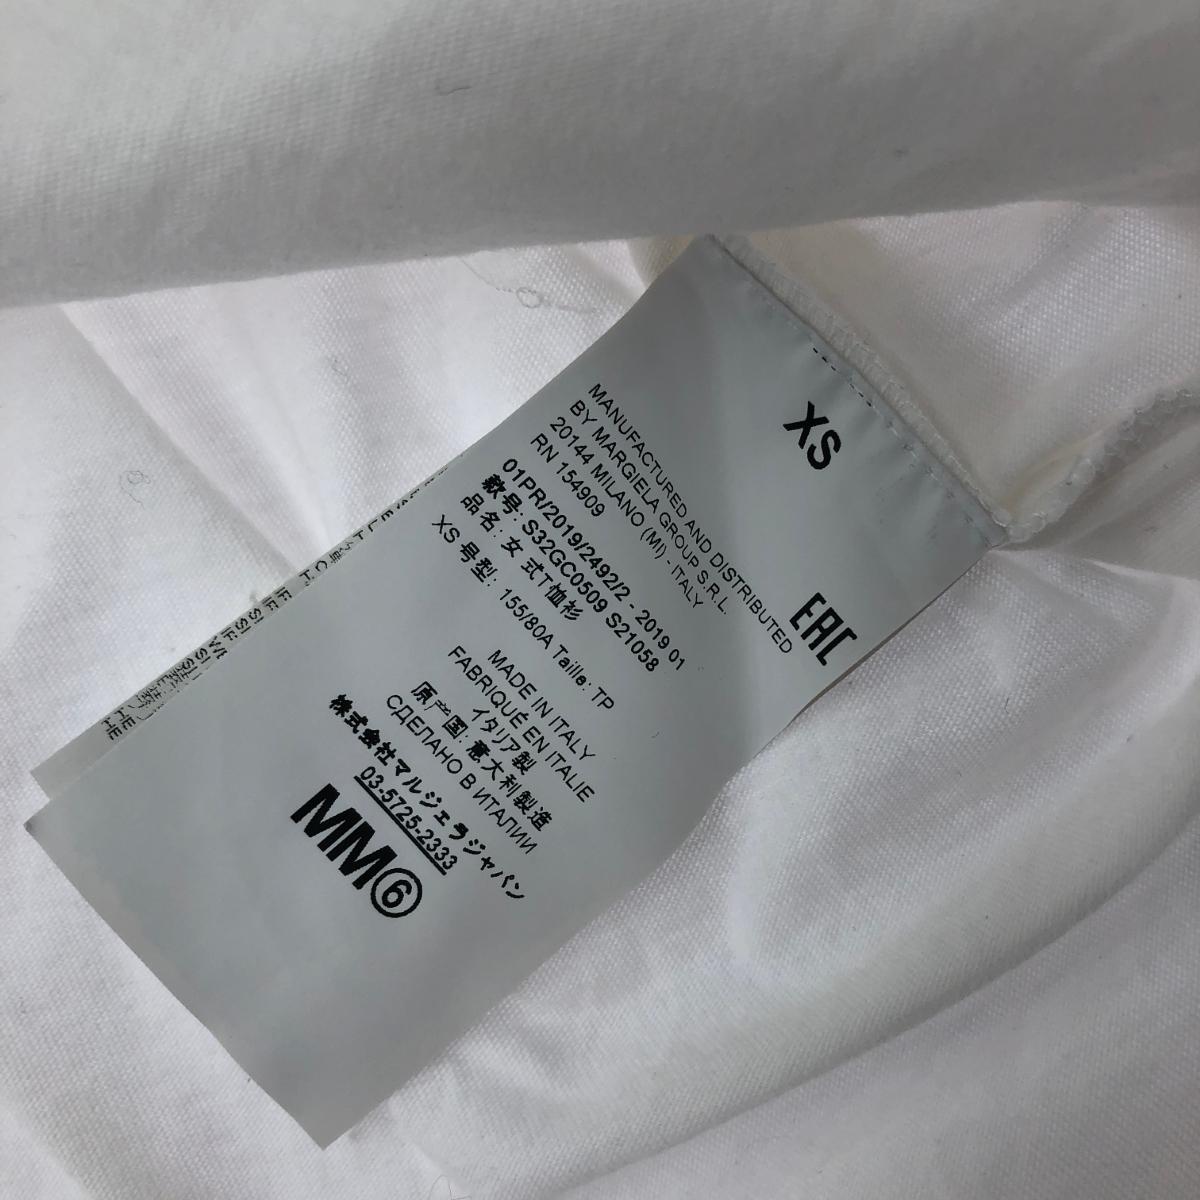 XS
EAC
MANUFACTURED AND DISTRIBUTED
BY MARGIELA GROUP S.R.L.
20144 MILANO (MI) - ITALY
RN 154909
01PR/2019/2492/2 - 2019 01
款号: S32GC0509 S21058
品名: 女 式T恤衫
XS 号型: 155/80A Taille: TP
MADE IN ITALY
FABRIQUÉ EN ITALIE
イタリア製
原产国: 意大利製造
СДЕЛАНО В ИТАЛИИ
株式会社マルジェラジャパン
03-5725-2333
MM⑥